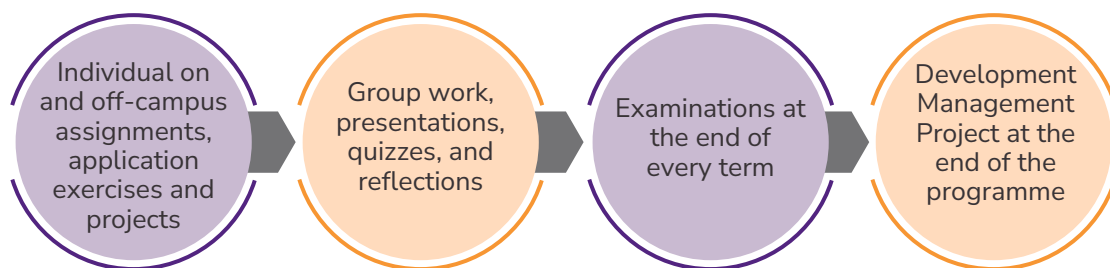 Individual on
and off-campus
assignments,
application
exercises and
projects
Group work,
presentations,
quizzes, and
reflections
Examinations at
the end of
every term
Development
Management
Project at the
end of the
programme